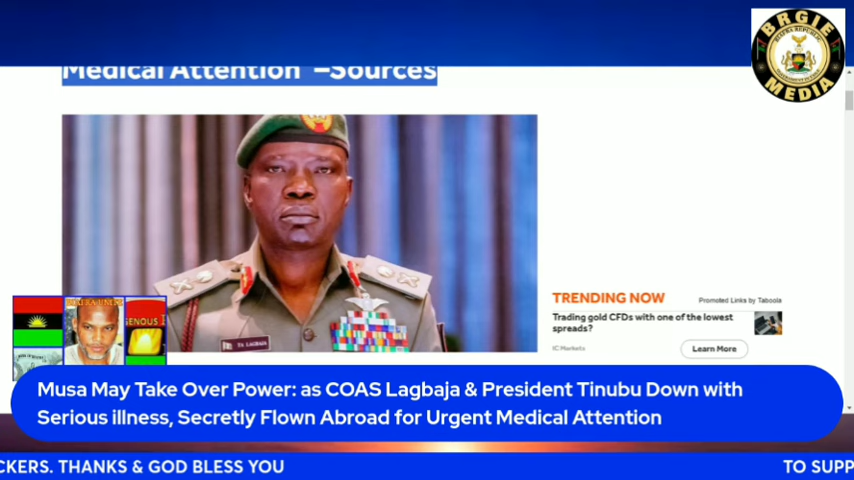 BRGIE
MEDIA
Medical Attention –Sources
TA LAGBAJA
TRENDING NOW
Promoted Links by Taboola
Trading gold CFDs with one of the lowest
spreads?
IC Markets
Learn More
Musa May Take Over Power: as COAS Lagbaja & President Tinubu Down with
Serious illness, Secretly Flown Abroad for Urgent Medical Attention
CKERS. THANKS & GOD BLESS YOU
TO SUPP